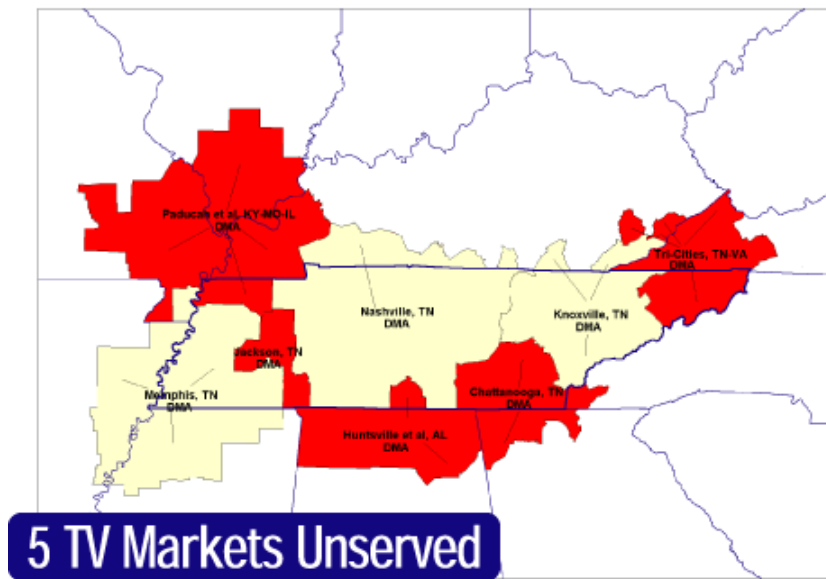 Paducah et al, KY-MO-IL
DMA
Tri-Cities, TN-VA
DMA
Nashville, TN
DMA
Knoxville, TN
DMA
Jackson, TN
DMA
Memphis, TN
DMA
Chuttanooga, TN
DMA
Huntsville et al, AL
DMA
5 TV Markets Unserved